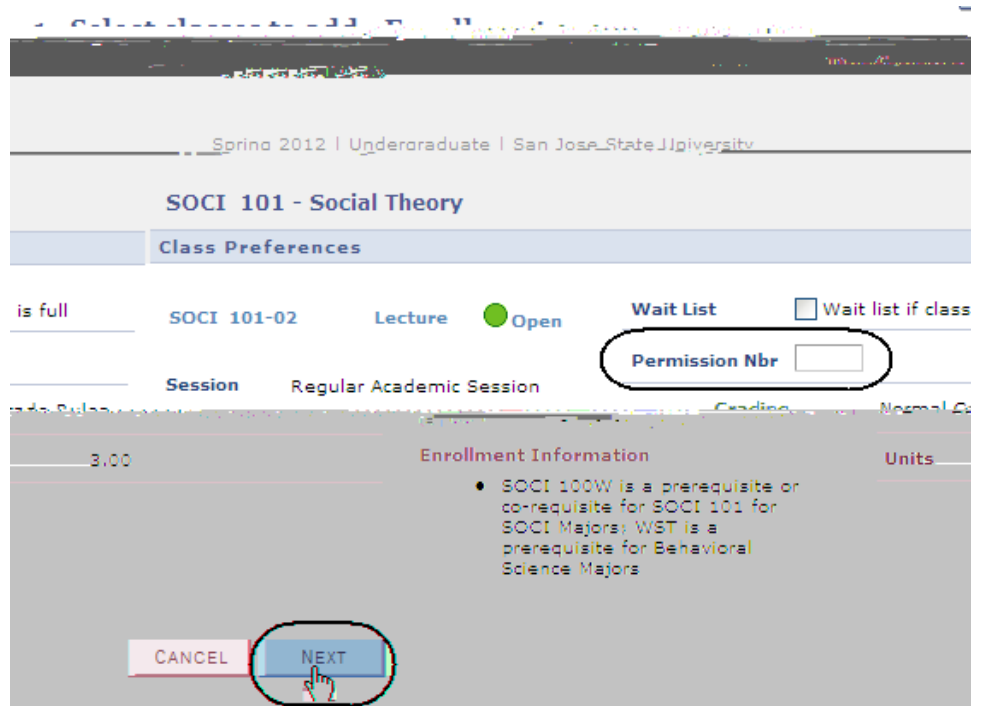 Spring 2012 | Undergraduate | San Jose State University
SOCI 101 - Social Theory
Class Preferences
is full
SOCI 101-02 Lecture Open
Wait List Wait list if class
Permission Nbr
Session Regular Academic Session
Grading Normal
3.00
Enrollment Information
Units
• SOCI 100W is a prerequisite or
co-requisite for SOCI 101 for
SOCI Majors; WST is a
prerequisite for Behavioral
Science Majors
CANCEL NEXT